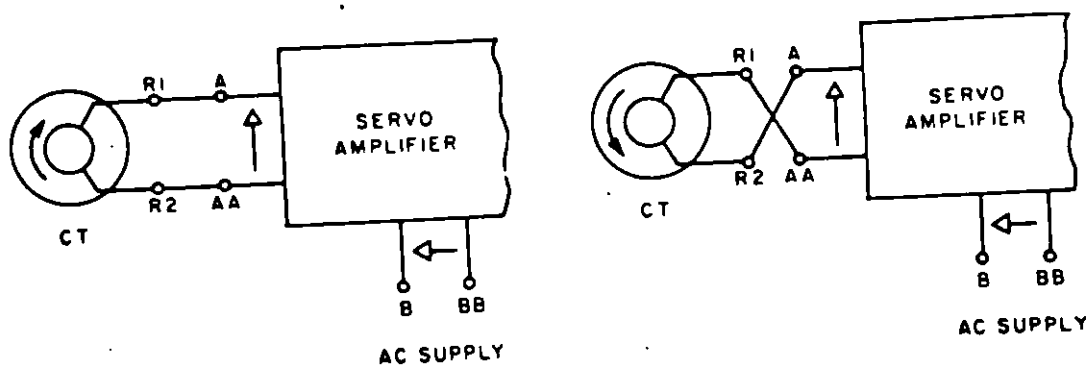 R1 A
SERVO
AMPLIFIER
R2 AA
CT
B BB
AC SUPPLY
R1 A
SERVO
AMPLIFIER
R2 AA
CT
B BB
AC SUPPLY